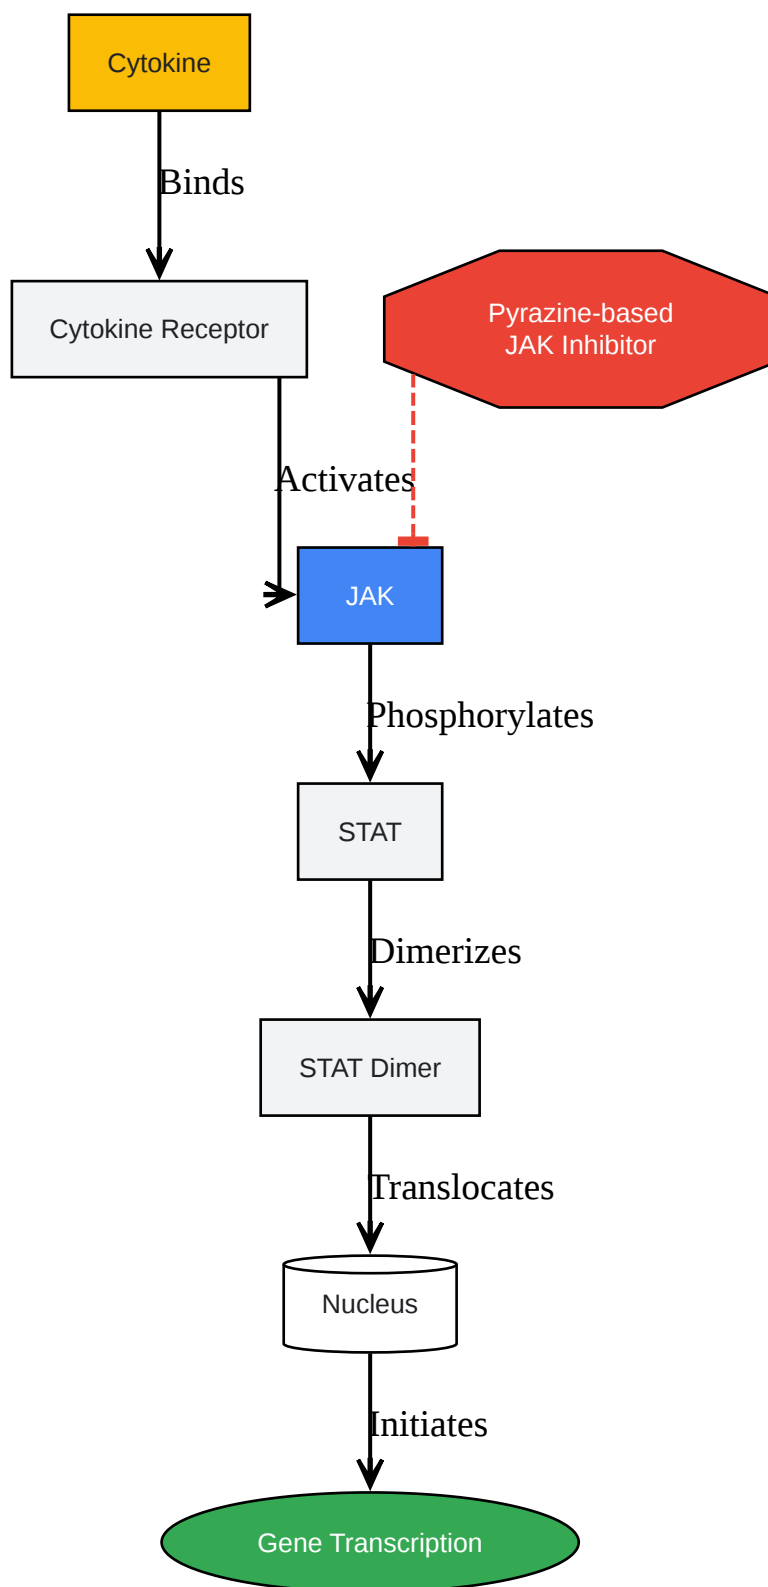 Cytokine
Binds
Cytokine Receptor
Pyrazine-based
JAK Inhibitor
Activates
JAK
Phosphorylates
STAT
Dimerizes
STAT Dimer
Translocates
Nucleus
Initiates
Gene Transcription